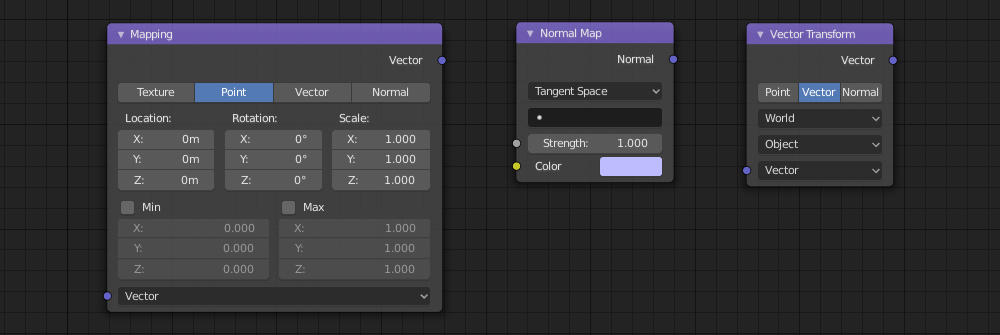 Mapping
Vector
Texture Point Vector Normal
Location: Rotation: Scale:
X: 0m X: 0° X: 1.000
Y: 0m Y: 0° Y: 1.000
Z: 0m Z: 0° Z: 1.000
Min Max
X: 0.000 X: 1.000
Y: 0.000 Y: 1.000
Z: 0.000 Z: 1.000
Vector
Normal Map
Normal
Tangent Space
Strength: 1.000
Color
Vector Transform
Vector
Point Vector Normal
World
Object
Vector